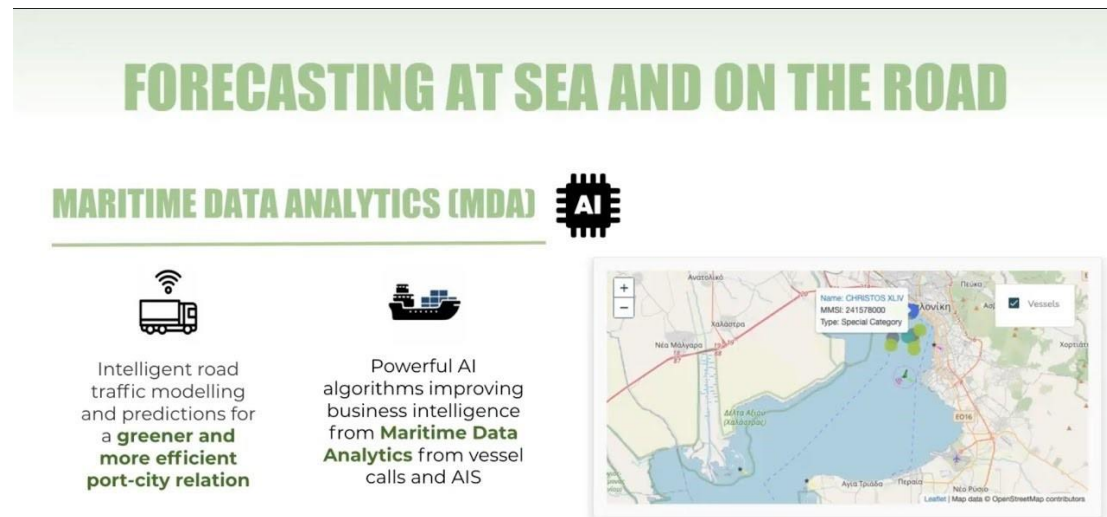 FORECASTING AT SEA AND ON THE ROAD
MARITIME DATA ANALYTICS (MDA)
AI
Intelligent road
traffic modelling
and predictions for
a greener and
more efficient
port-city relation
Powerful AI
algorithms improving
business intelligence
from Maritime Data
Analytics from vessel
calls and AIS
+
−
Ανατολικό
Name: CHRISTOS XLIV
MMSI: 241578000
Type: Special Category
λονίκη
Πεύκα
Vessels
Χαλάστρα
Νέα Μάλγαρα
Χορτιάτ
Δέλτα Αξιού
(Χαλάστρας)
EO16
Αγία Τριάδα
Περαία
Νέο Ρύσιο
Leaflet | Map data © OpenStreetMap contributors